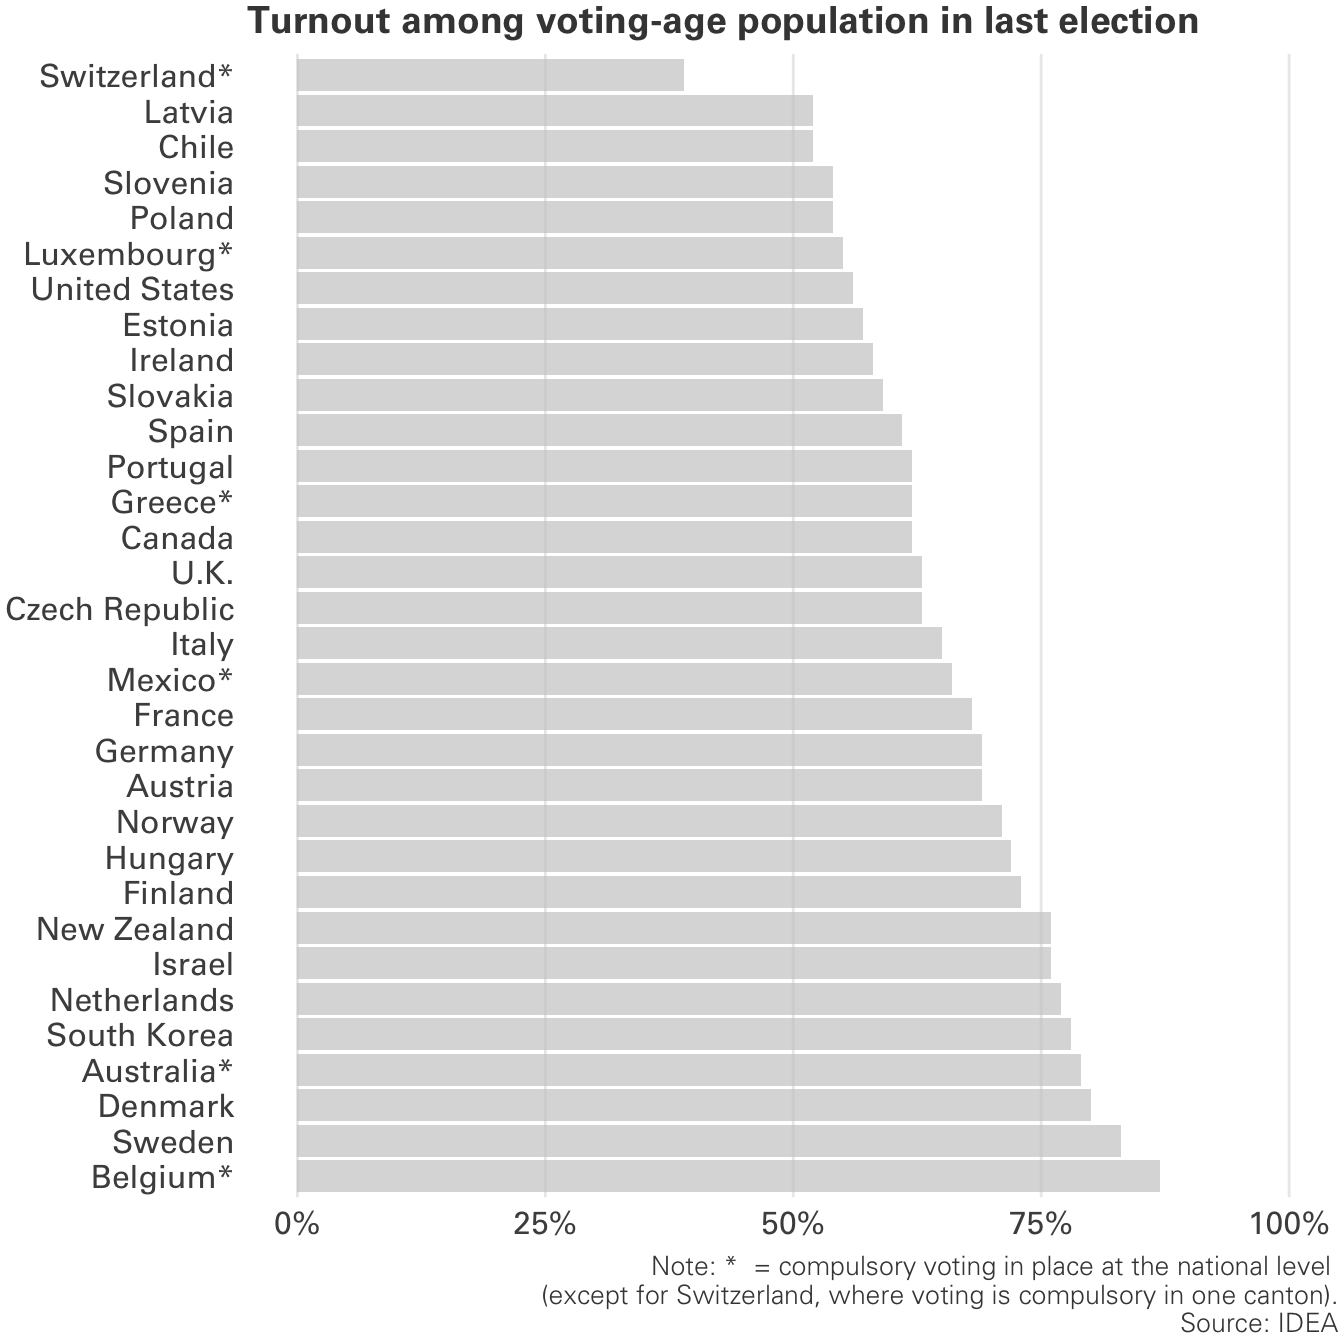 Turnout among voting-age population in last election
Switzerland*
Latvia
Chile
Slovenia
Poland
Luxembourg*
United States
Estonia
Ireland
Slovakia
Spain
Portugal
Greece*
Canada
U.K.
Czech Republic
Italy
Mexico*
France
Germany
Austria
Norway
Hungary
Finland
New Zealand
Israel
Netherlands
South Korea
Australia*
Denmark
Sweden
Belgium*
0% 25% 50% 75% 100%
Note: * = compulsory voting in place at the national level
(except for Switzerland, where voting is compulsory in one canton).
Source: IDEA